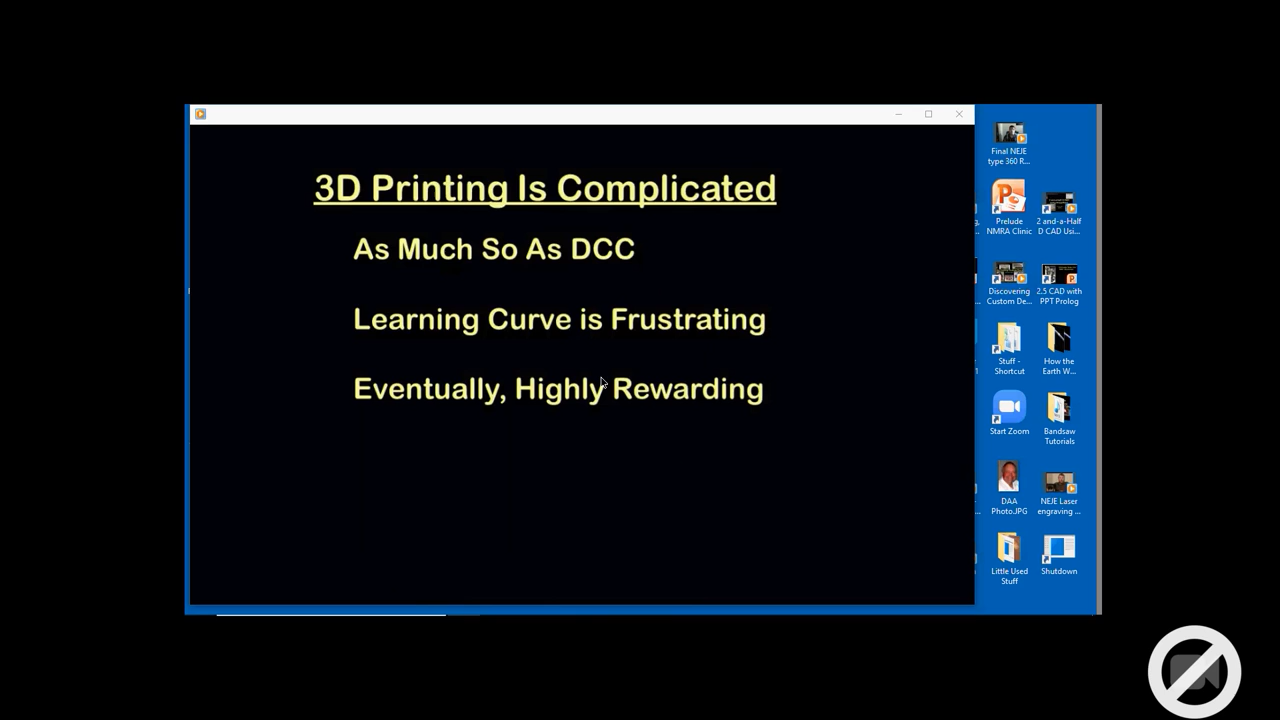 3D Printing Is Complicated
As Much So As DCC
Learning Curve is Frustrating
Eventually, Highly Rewarding
Final NEJE
type 360 R...
Prelude
NMRA Clinic
2 and-a-Half
D CAD Usi...
Discovering
Custom De...
2.5 CAD with
PPT Prolog
Stuff -
Shortcut
How the
Earth W...
Start Zoom
Bandsaw
Tutorials
DAA
Photo.JPG
NEJE Laser
engraving ...
Little Used
Stuff
Shutdown